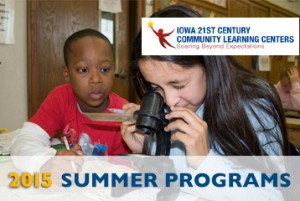 IOWA 21ST CENTURY
COMMUNITY LEARNING CENTERS
Soaring Beyond Expectations
2015 SUMMER PROGRAMS